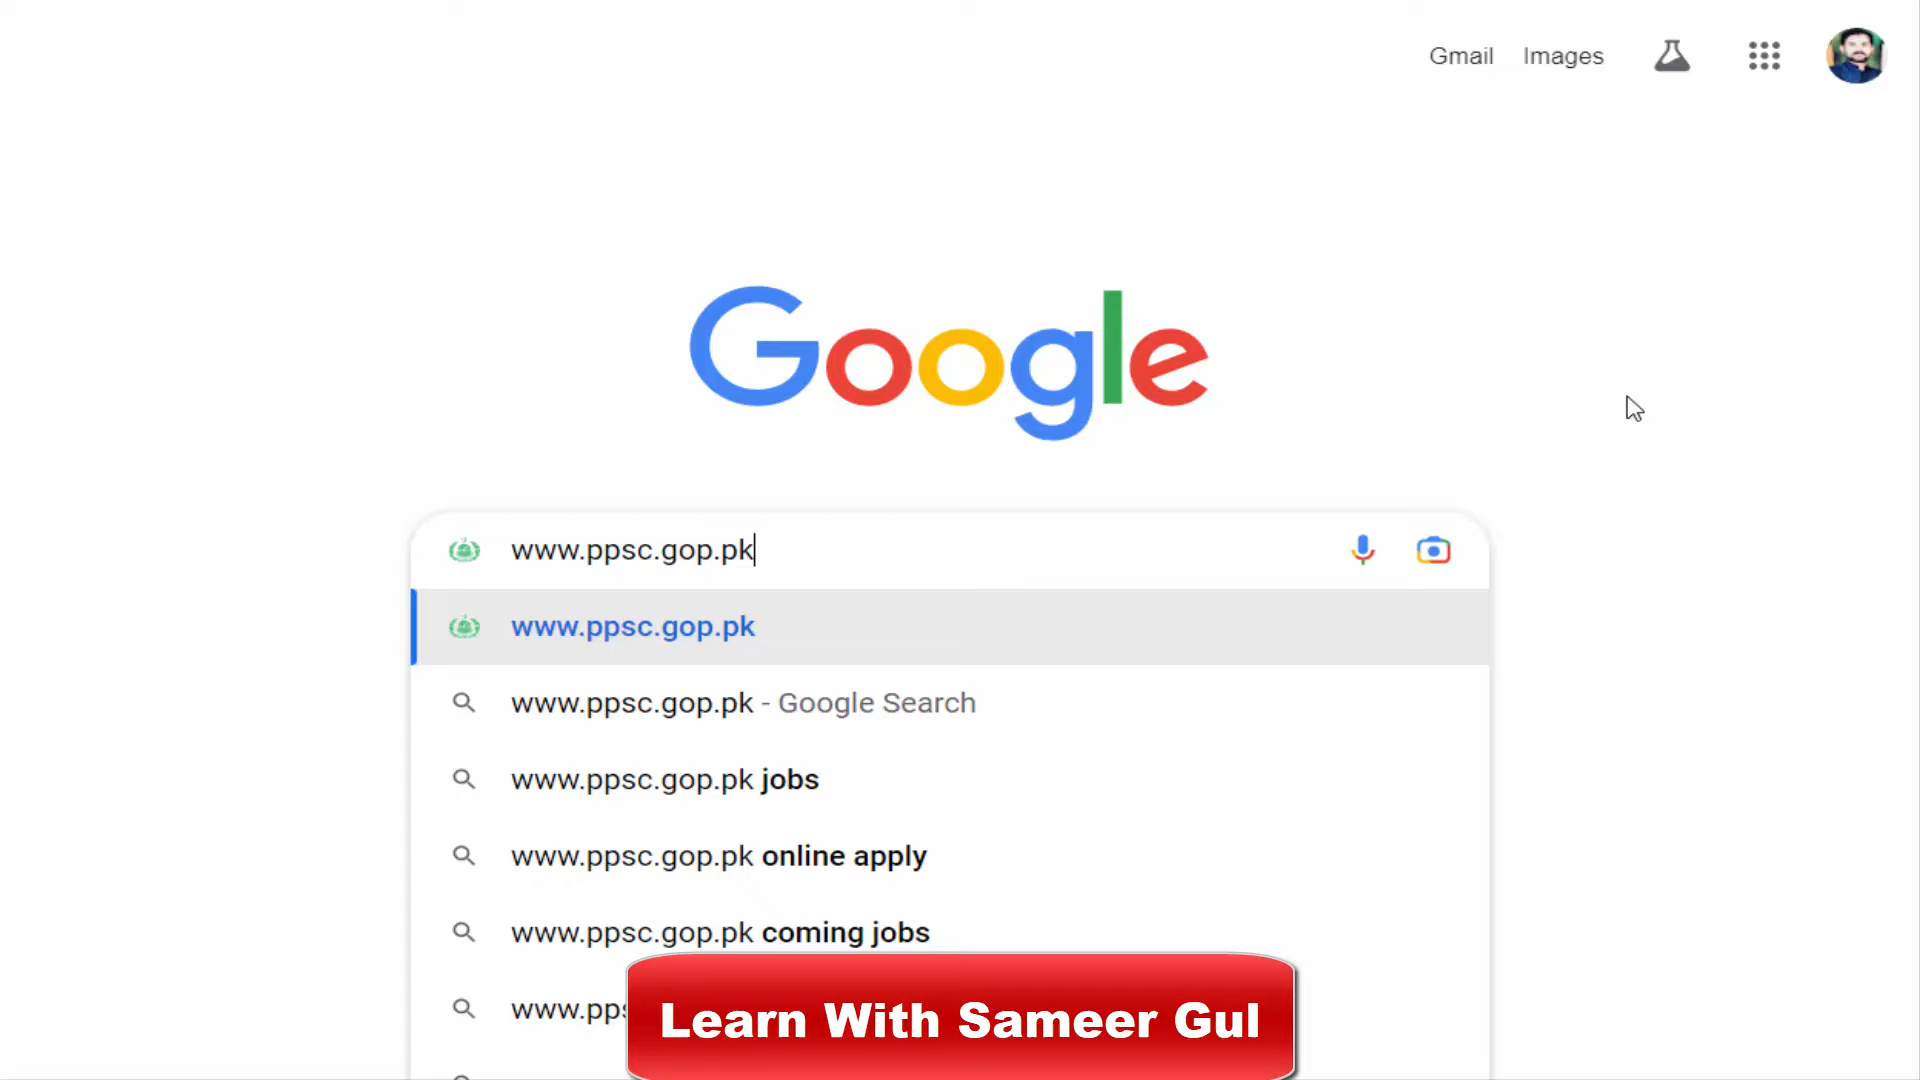 Gmail Images
Google
www.ppsc.gop.pk
www.ppsc.gop.pk
www.ppsc.gop.pk - Google Search
www.ppsc.gop.pk jobs
www.ppsc.gop.pk online apply
www.ppsc.gop.pk coming jobs
Learn With Sameer Gul